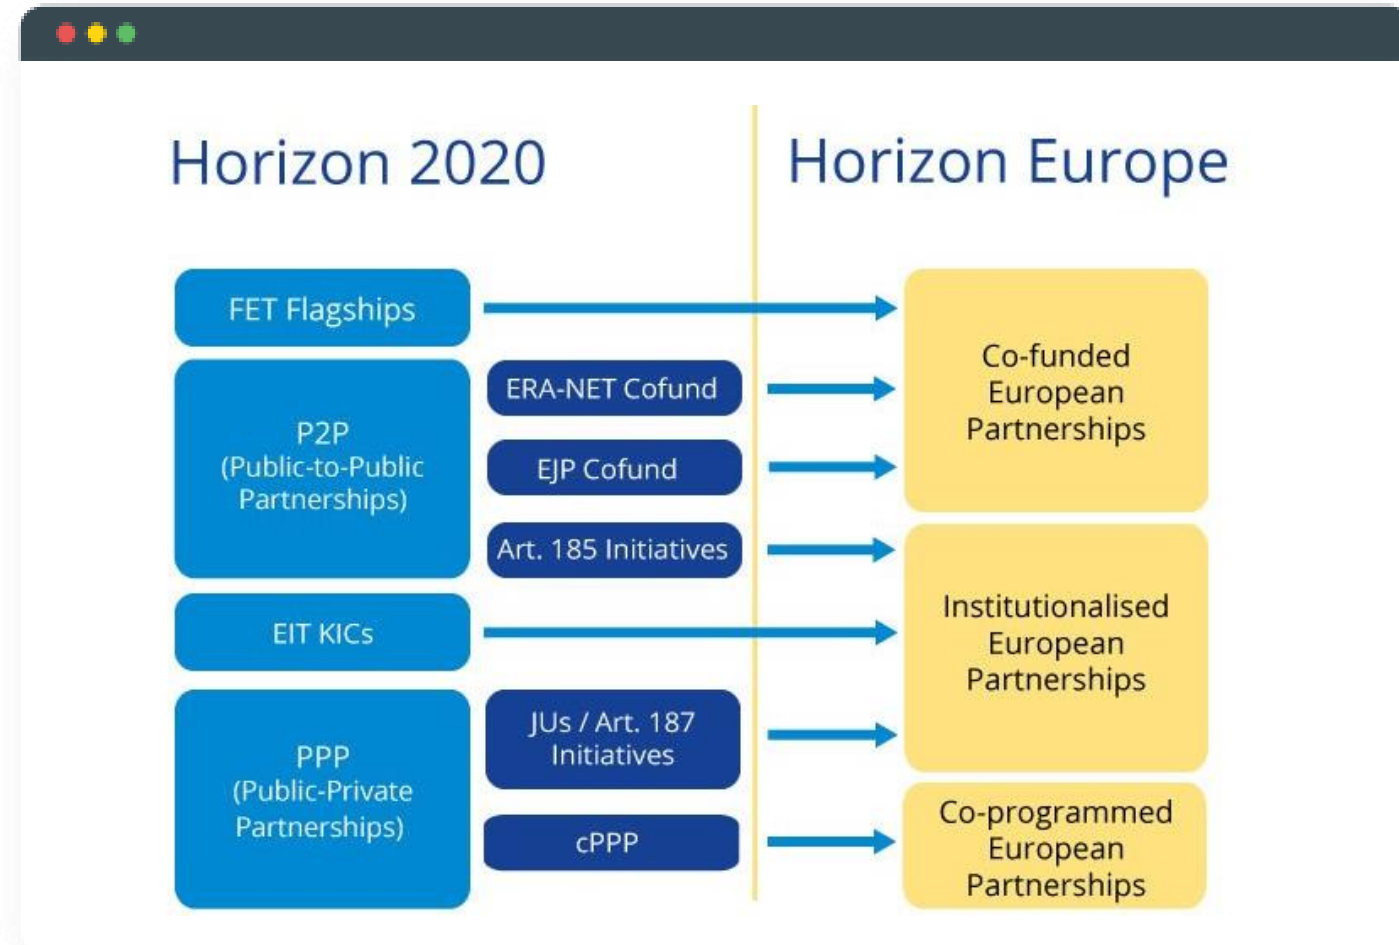 Horizon 2020
Horizon Europe
FET Flagships
P2P
(Public-to-Public
Partnerships)
ERA-NET Cofund
EJP Cofund
Art. 185 Initiatives
Co-funded
European
Partnerships
EIT KICs
Institutionalised
European
Partnerships
PPP
(Public-Private
Partnerships)
JUs / Art. 187
Initiatives
cPPP
Co-programmed
European
Partnerships